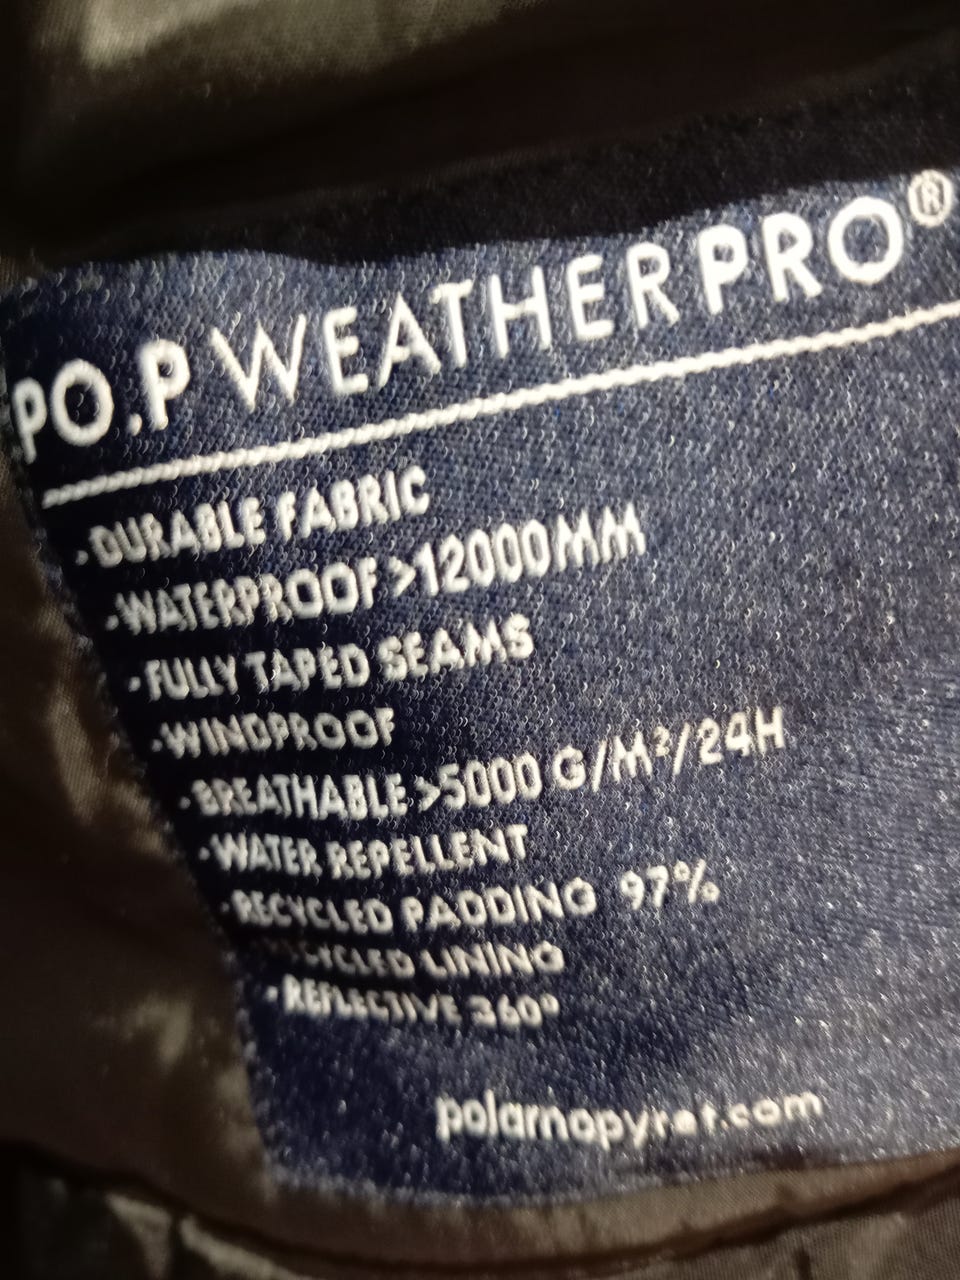 PO.P WEATHERPRO®
·DURABLE FABRIC
·WATERPROOF >12000MM
·FULLY TAPED SEAMS
·WINDPROOF
·BREATHABLE >5000 G/M²/24H
·WATER REPELLENT
·RECYCLED PADDING 97%
LINING
·REFLECTIVE 360°
polarnopyret.com